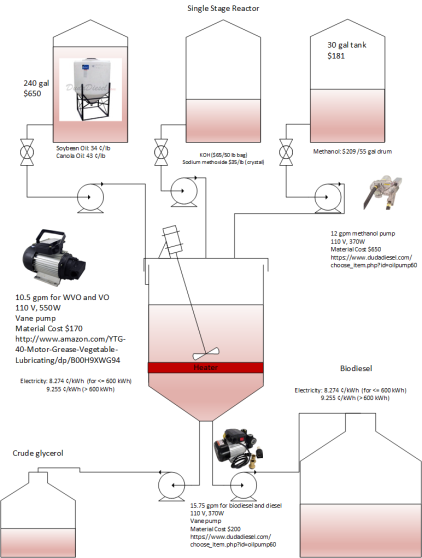 Single Stage Reactor
30 gal tank
$181
240 gal
$650
Soybean Oil: 34 ¢/lb
Canola Oil: 43 ¢/lb
KOH ($65/50 lb bag)
Sodium methoxide $35/lb (crystal)
Methanol: $209/55 gal drum
12 gpm methanol pump
110 V, 370W
Material Cost $650
https://www.dudadiesel.com/
choose_item.php?id=oilpump60
10.5 gpm for WVO and VO
110 V, 550W
Vane pump
Material Cost $170
http://www.amazon.com/YTG-
40-Motor-Grease-Vegetable-
Lubricating/dp/B00H9XWG94
Heater
Electricity: 8.274 ¢/kWh (for <= 600 kWh)
9.255 ¢/kWh (> 600 kWh)
Biodiesel
Electricity: 8.274 ¢/kWh (for <= 600 kWh)
9.255 ¢/kWh (> 600 kWh)
Crude glycerol
15.75 gpm for biodiesel and diesel
110 V, 370W
Vane pump
Material Cost $200
https://www.dudadiesel.com/
choose_item.php?id=oilpump60